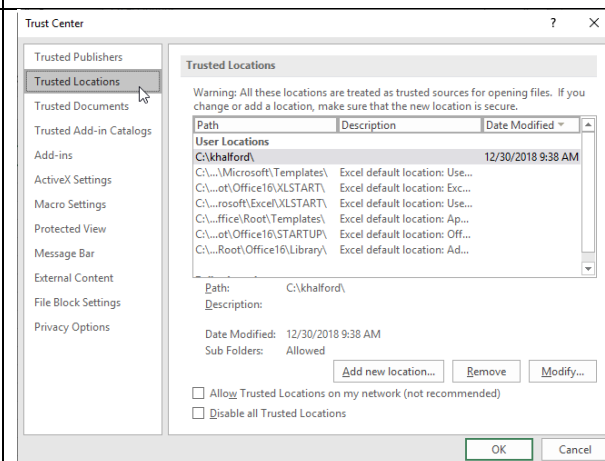 Trust Center
? ×
Trusted Publishers
Trusted Locations
Trusted Documents
Trusted Add-in Catalogs
Add-ins
ActiveX Settings
Macro Settings
Protected View
Message Bar
External Content
File Block Settings
Privacy Options
Trusted Locations
Warning: All these locations are treated as trusted sources for opening files. If you
change or add a location, make sure that the new location is secure.
Path Description Date Modified
User Locations
C:\khalford\ 12/30/2018 9:38 AM
C:\...\Microsoft\Templates\ Excel default location: Use...
C:\...ot\Office16\XLSTART\ Excel default location: Exc...
C:\...rosoft\Excel\XLSTART\ Excel default location: Use...
C:\...ffice\Root\Templates\ Excel default location: Ap...
C:\...ot\Office16\STARTUP\ Excel default location: Off...
C:\...Root\Office16\Library\ Excel default location: Ad...
Path: C:\khalford\
Description:
Date Modified: 12/30/2018 9:38 AM
Sub Folders: Allowed
Add new location... Remove Modify...
Allow Trusted Locations on my network (not recommended)
Disable all Trusted Locations
OK Cancel